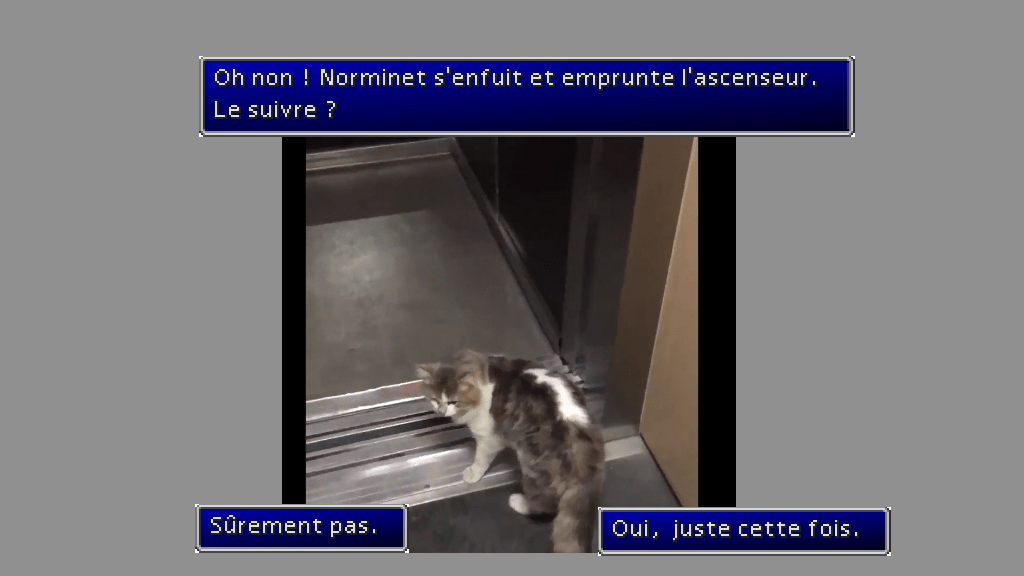 Oh non ! Norminet s'enfuit et emprunte l'ascenseur.
Le suivre ?
Sûrement pas.
Oui, juste cette fois.